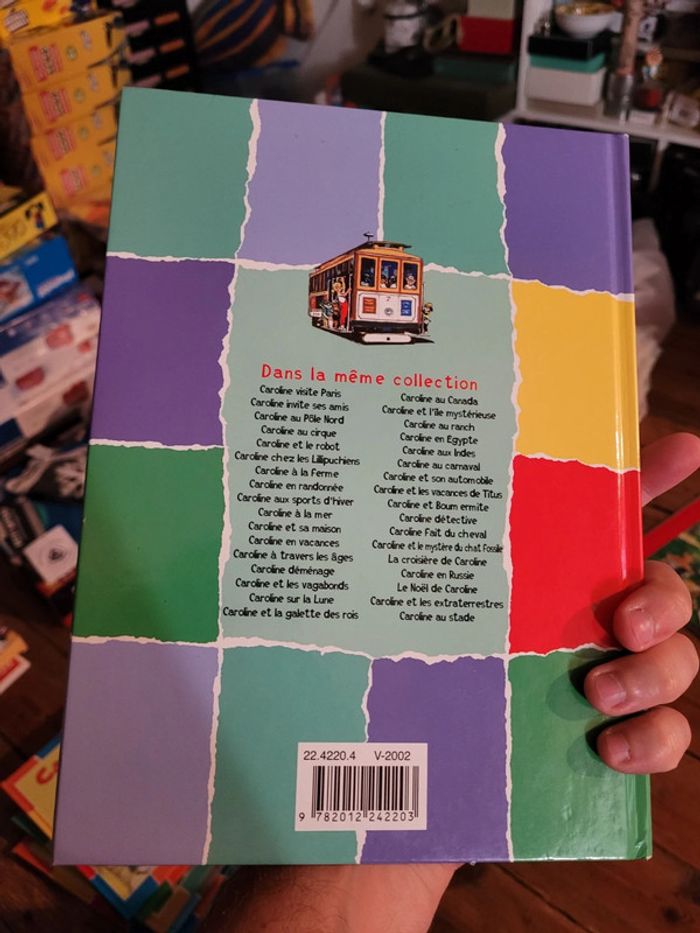 Dans la même collection
Caroline visite Paris
Caroline invite ses amis
Caroline au Pôle Nord
Caroline au cirque
Caroline et le robot
Caroline chez les Lillipuchiens
Caroline à la Ferme
Caroline en randonnée
Caroline aux sports d'hiver
Caroline à la mer
Caroline et sa maison
Caroline en vacances
Caroline à travers les âges
Caroline déménage
Caroline et les vagabonds
Caroline sur la Lune
Caroline et la galette des rois
Caroline au Canada
Caroline et l'île mystérieuse
Caroline au ranch
Caroline en Egypte
Caroline aux Indes
Caroline au carnaval
Caroline et son automobile
Caroline et les vacances de Titus
Caroline et Boum ermite
Caroline détective
Caroline Fait du cheval
Caroline et le mystère du chat Fossile
La croisière de Caroline
Caroline en Russie
Le Noël de Caroline
Caroline et les extraterrestres
Caroline au stade
22.4220.4 V-2002
9 782012 242203